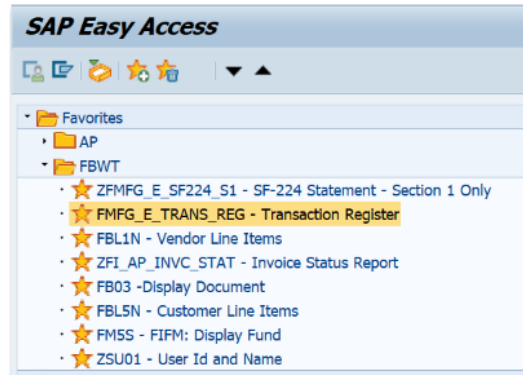 SAP Easy Access
Favorites
AP
FBWT
ZFMFG_E_SF224_S1 - SF-224 Statement - Section 1 Only
FMFG_E_TRANS_REG - Transaction Register
FBL1N - Vendor Line Items
ZFI_AP_INVC_STAT - Invoice Status Report
FB03 -Display Document
FBL5N - Customer Line Items
FM5S - FIFM: Display Fund
ZSU01 - User Id and Name